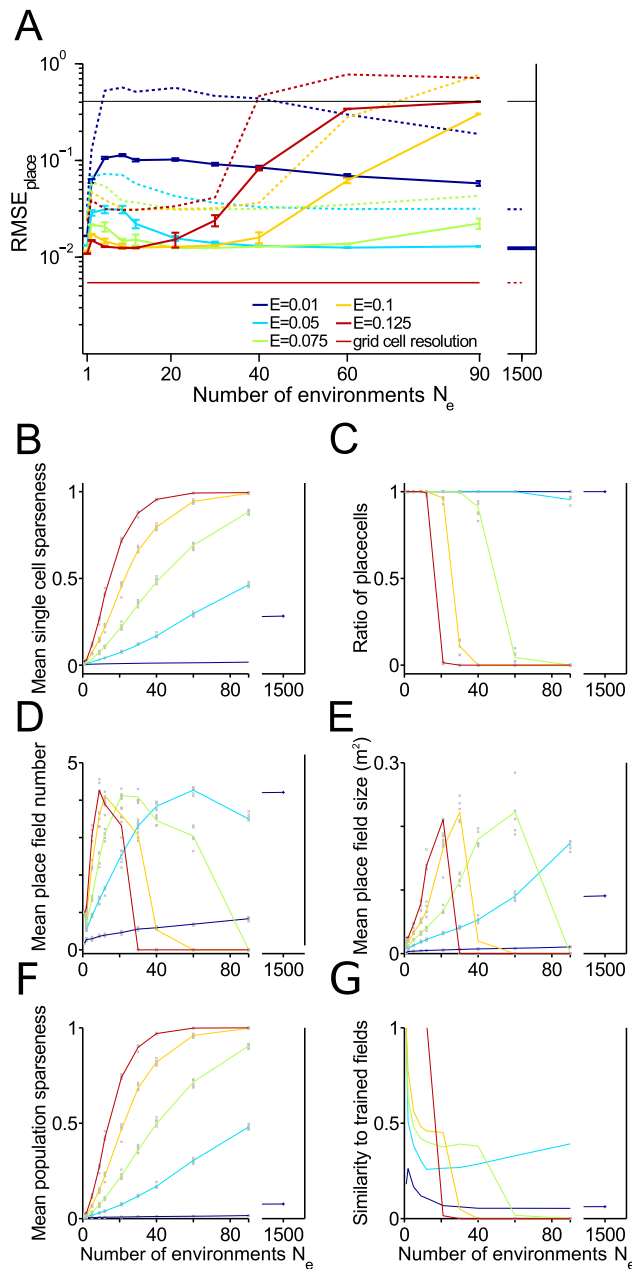 A
RMSE_place
10^0
10^-1
10^-2
E=0.01
E=0.05
E=0.075
E=0.1
E=0.125
grid cell resolution
1 20 40 60 90 1500
Number of environments N_e
B
Mean single cell sparseness
1
0.5
0
0 40 80 1500
C
Ratio of placecells
1
0.5
0
0 40 80 1500
D
Mean place field number
5
0
0 40 80 1500
E
Mean place field size (m²)
0.3
0
0 40 80 1500
F
Mean population sparseness
1
0.5
0
0 40 80 1500
Number of environments N_e
G
Similarity to trained fields
1
0.5
0
0 40 80 1500
Number of environments N_e